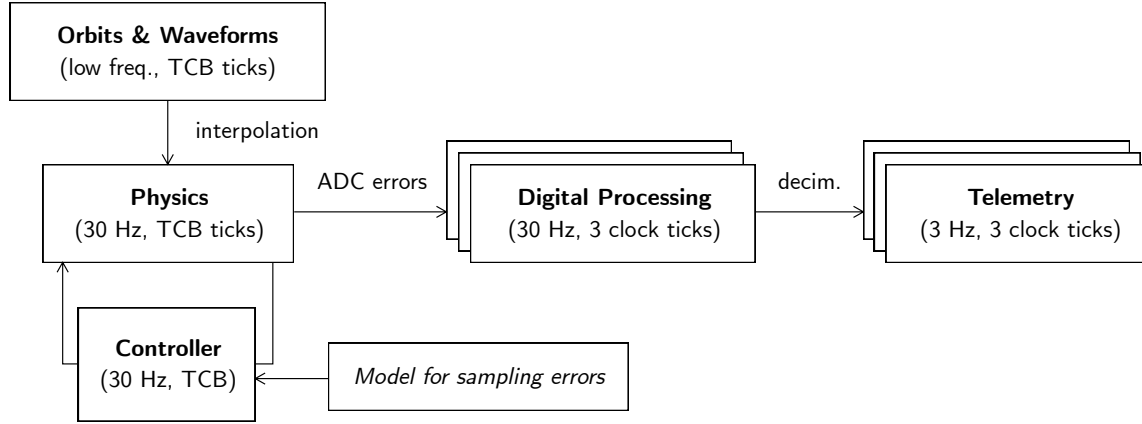 Orbits & Waveforms
(low freq., TCB ticks)
interpolation
Physics
(30 Hz, TCB ticks)
ADC errors
Digital Processing
(30 Hz, 3 clock ticks)
decim.
Telemetry
(3 Hz, 3 clock ticks)
Controller
(30 Hz, TCB)
Model for sampling errors